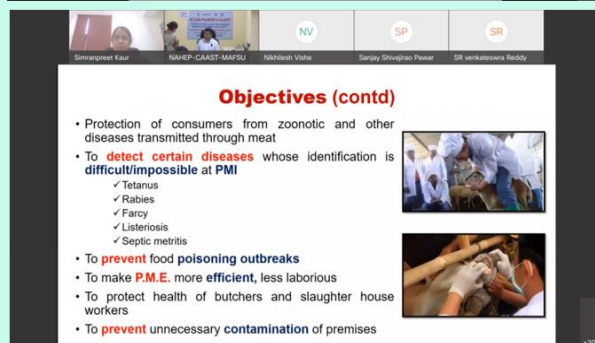 NV
SP
SR
Simranpreet Kaur
NAHEP-CAAST-MAFSU
Nikhilesh Vishe
Sanjay Shivajirao Pawar
SR venkateswra Reddy
Objectives (contd)
• Protection of consumers from zoonotic and other
diseases transmitted through meat
• To detect certain diseases whose identification is
difficult/impossible at PMI
✓Tetanus
✓Rabies
✓Farcy
✓Listeriosis
✓Septic metritis
• To prevent food poisoning outbreaks
• To make P.M.E. more efficient, less laborious
• To protect health of butchers and slaughter house
workers
• To prevent unnecessary contamination of premises